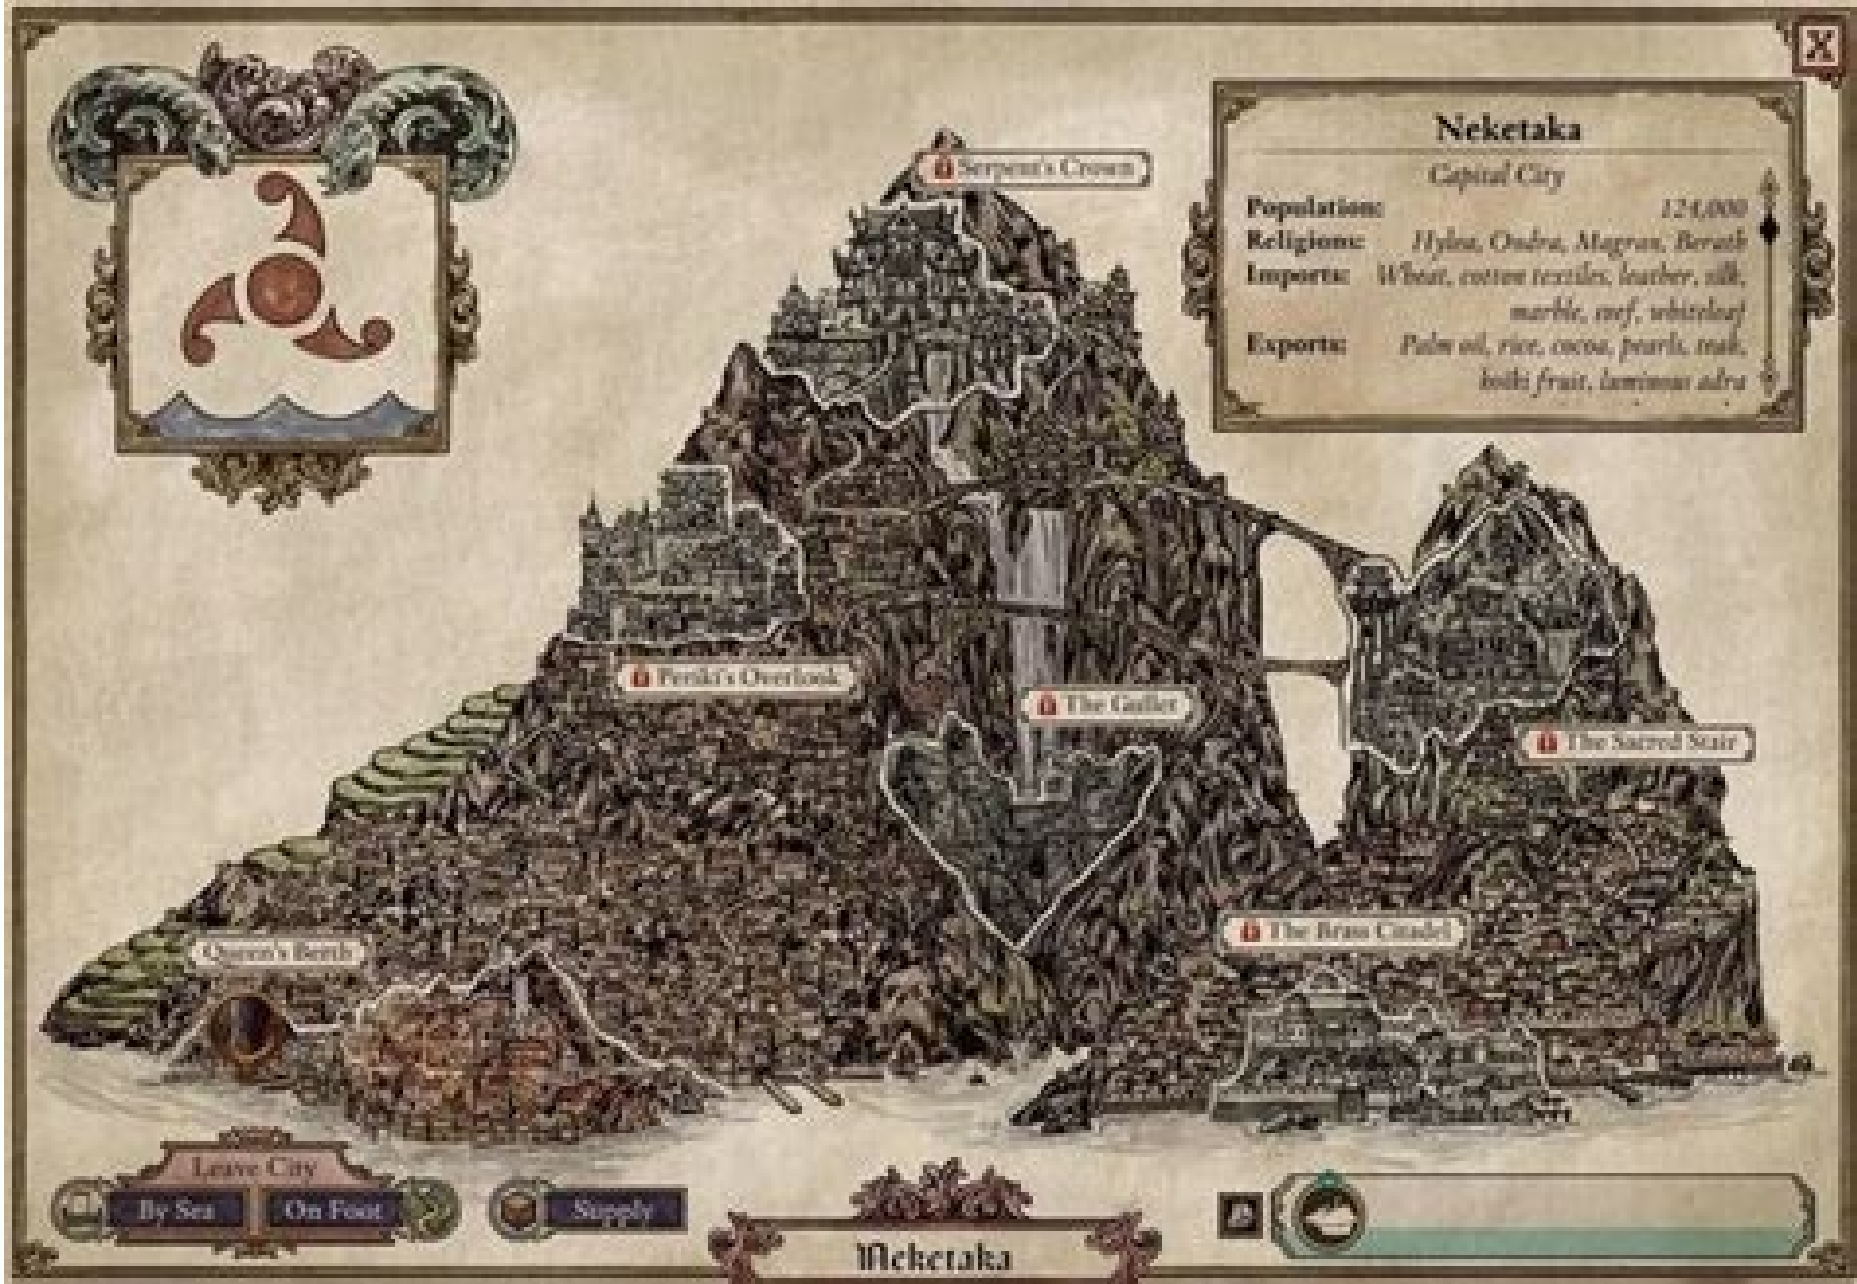 X
Neketaka
Capital City
Population: 124,000
Religions: Hylea, Ondra, Magran, Berath
Imports: Wheat, cotton textiles, leather, silk,
marble, svef, whiteleaf
Exports: Palm oil, rice, cocoa, pearls, teak,
koiki fruit, luminous adra
Serpent's Crown
Periki's Overlook
The Gullet
The Sacred Stair
The Brass Citadel
Queen's Berth
Leave City
By Sea
On Foot
Supply
Neketaka